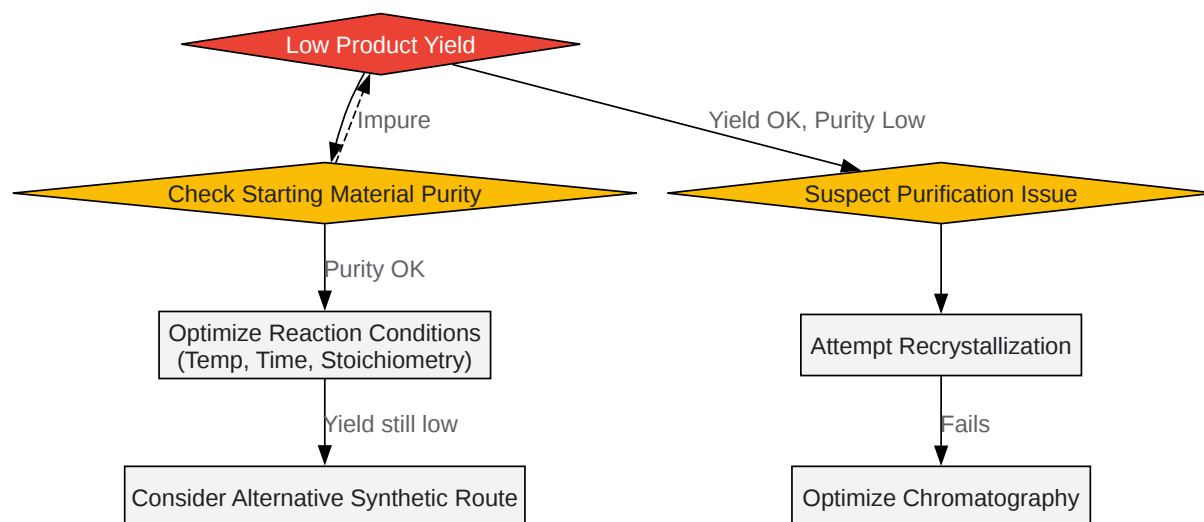 Low Product Yield
Impure
Yield OK, Purity Low
Check Starting Material Purity
Suspect Purification Issue
Purity OK
Optimize Reaction Conditions
(Temp, Time, Stoichiometry)
Attempt Recrystallization
Yield still low
Fails
Consider Alternative Synthetic Route
Optimize Chromatography